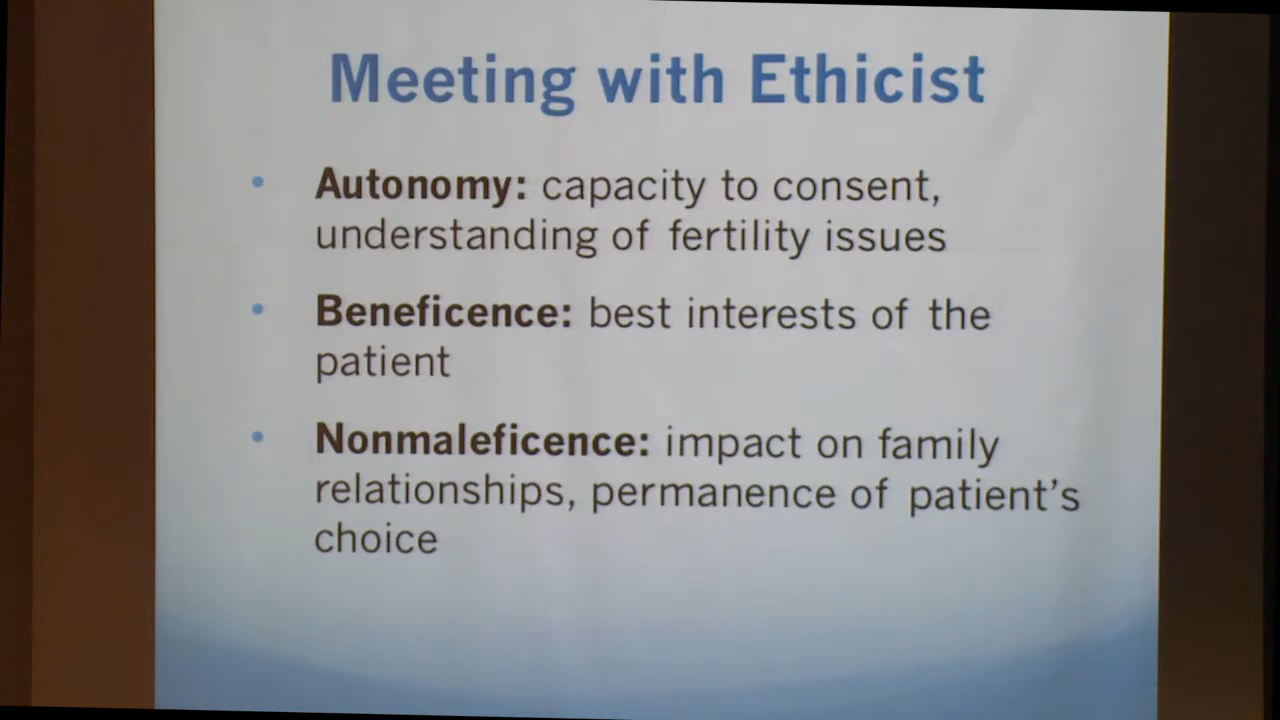 Meeting with Ethicist
• Autonomy: capacity to consent,
understanding of fertility issues
• Beneficence: best interests of the
patient
• Nonmaleficence: impact on family
relationships, permanence of patient's
choice